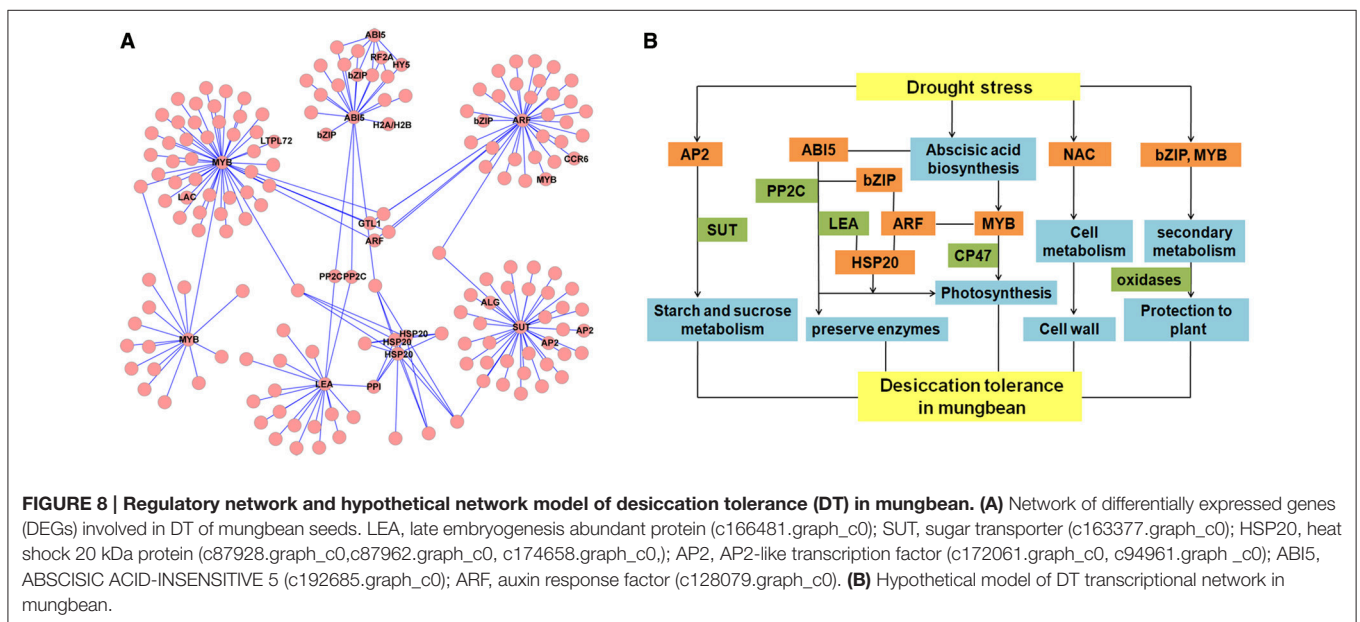 A
ABI5
RF2A
HY5
bZIP
ABI5
H2A/H2B
bZIP
LTPL72
MYB
LAC
bZIP
ARF
CCR6
MYB
GTL1
ARF
PP2CPP2C
ALG
SUT
AP2
AP2
HSP20
HSP20
HSP20
MYB
LEA
PPI
B
Drought stress
AP2
ABI5
Abscisic acid
biosynthesis
NAC
bZIP, MYB
PP2C
bZIP
SUT
LEA
ARF
MYB
Cell
metabolism
secondary
metabolism
HSP20
CP47
oxidases
Starch and sucrose
metabolism
preserve enzymes
Photosynthesis
Cell wall
Protection to
plant
Desiccation tolerance
in mungbean
FIGURE 8 | Regulatory network and hypothetical network model of desiccation tolerance (DT) in mungbean. (A) Network of differentially expressed genes
(DEGs) involved in DT of mungbean seeds. LEA, late embryogenesis abundant protein (c166481.graph_c0); SUT, sugar transporter (c163377.graph_c0); HSP20, heat
shock 20 kDa protein (c87928.graph_c0,c87962.graph_c0, c174658.graph_c0,); AP2, AP2-like transcription factor (c172061.graph_c0, c94961.graph _c0); ABI5,
ABSCISIC ACID-INSENSITIVE 5 (c192685.graph_c0); ARF, auxin response factor (c128079.graph_c0). (B) Hypothetical model of DT transcriptional network in
mungbean.